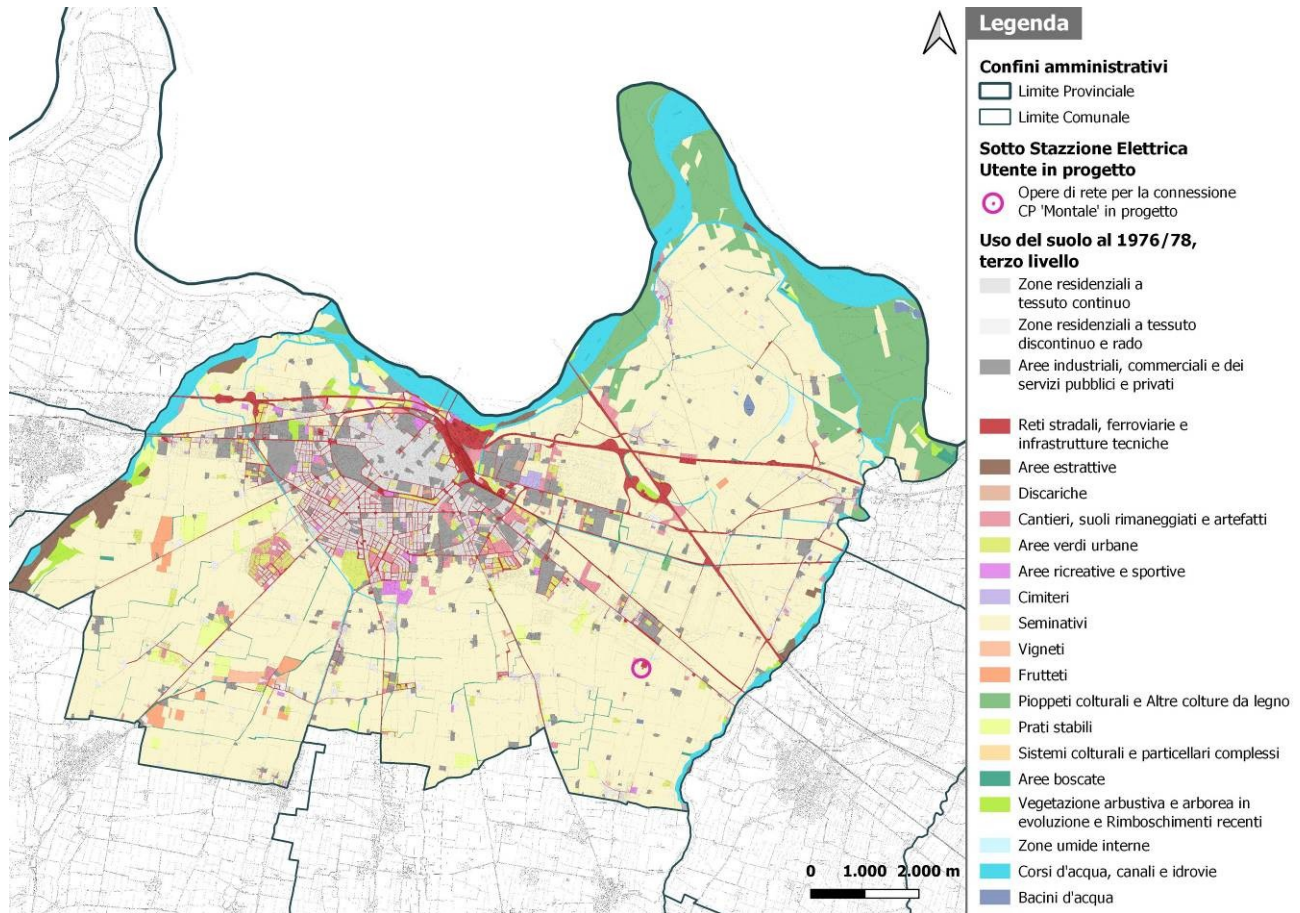 Legenda
Confini amministrativi
Limite Provinciale
Limite Comunale
Sotto Stazzione Elettrica
Utente in progetto
Opere di rete per la connessione
CP 'Montale' in progetto
Uso del suolo al 1976/78,
terzo livello
Zone residenziali a
tessuto continuo
Zone residenziali a tessuto
discontinuo e rado
Aree industriali, commerciali e dei
servizi pubblici e privati
Reti stradali, ferroviarie e
infrastrutture tecniche
Aree estrattive
Discariche
Cantieri, suoli rimaneggiati e artefatti
Aree verdi urbane
Aree ricreative e sportive
Cimiteri
Seminativi
Vigneti
Frutteti
Pioppeti colturali e Altre colture da legno
Prati stabili
Sistemi colturali e particellari complessi
Aree boscate
Vegetazione arbustiva e arborea in
evoluzione e Rimboschimenti recenti
Zone umide interne
Corsi d'acqua, canali e idrovie
Bacini d'acqua
0 1.000 2.000 m